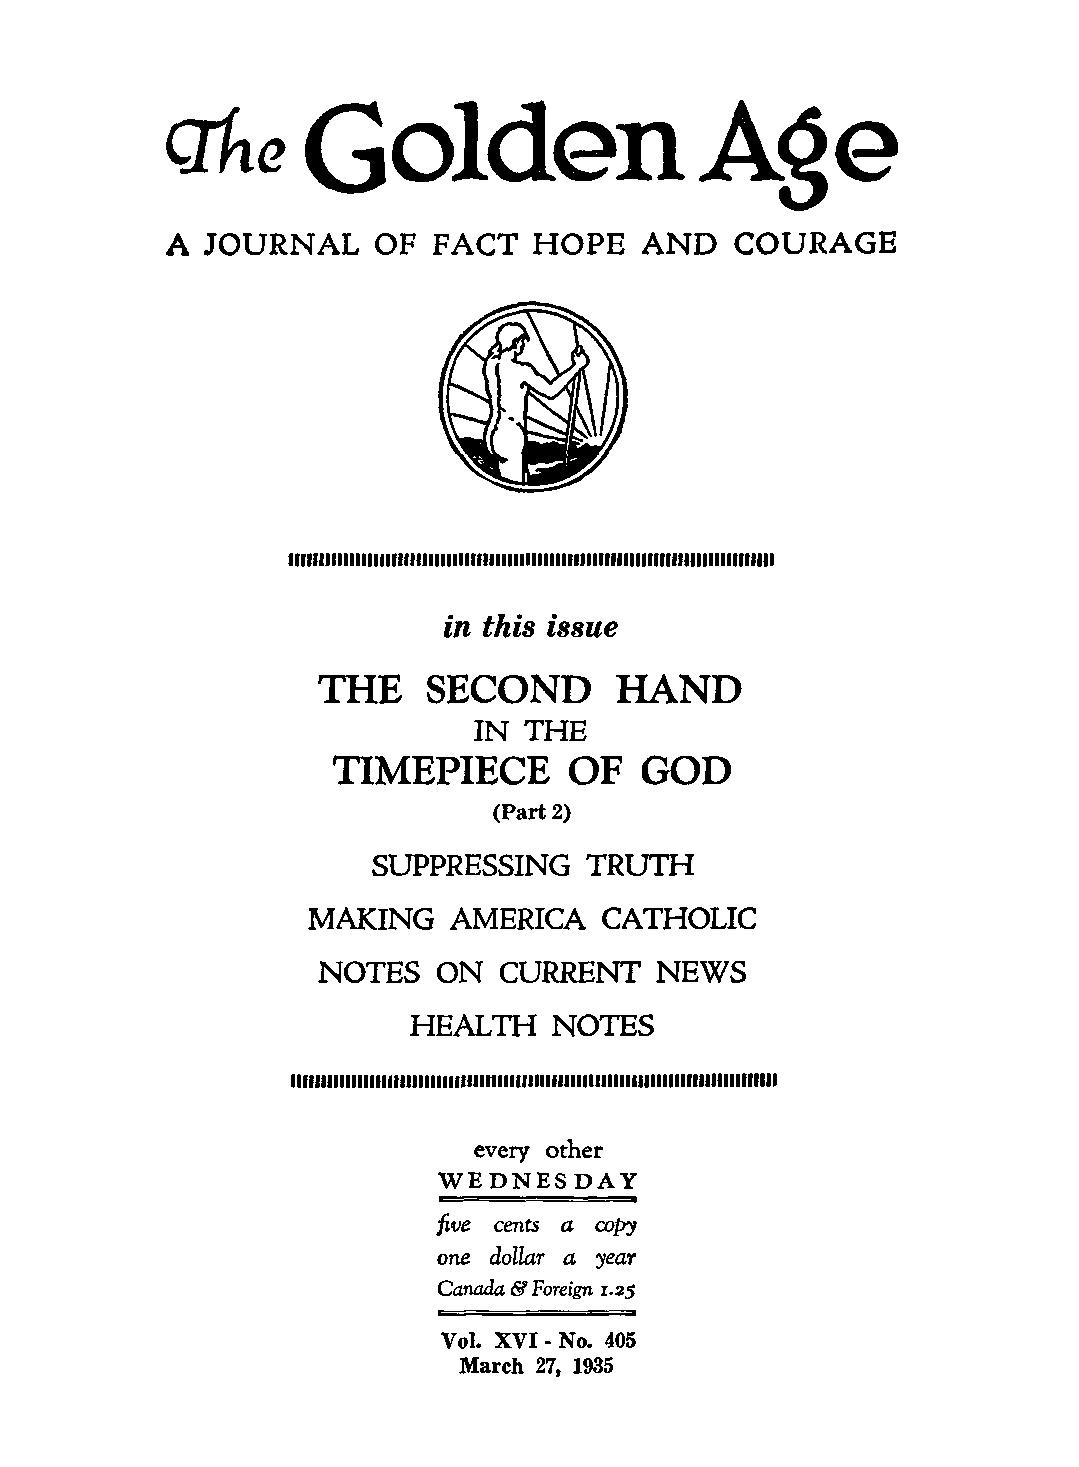 The Golden Age
A JOURNAL OF FACT HOPE AND COURAGE
in this issue
THE SECOND HAND
IN THE
TIMEPIECE OF GOD
(Part 2)
SUPPRESSING TRUTH
MAKING AMERICA CATHOLIC
NOTES ON CURRENT NEWS
HEALTH NOTES
every other
WEDNESDAY
five cents a copy
one dollar a year
Canada & Foreign 1.25
Vol. XVI - No. 405
March 27, 1935